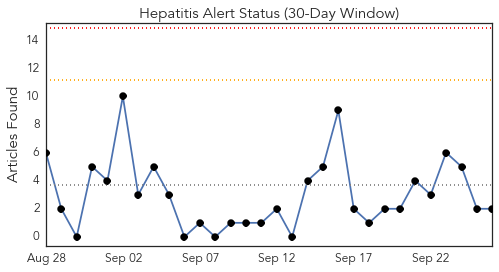 Hepatitis Alert Status (30-Day Window)
Articles Found
14
12
10
8
6
4
2
0
Aug 28 Sep 02 Sep 07 Sep 12 Sep 17 Sep 22